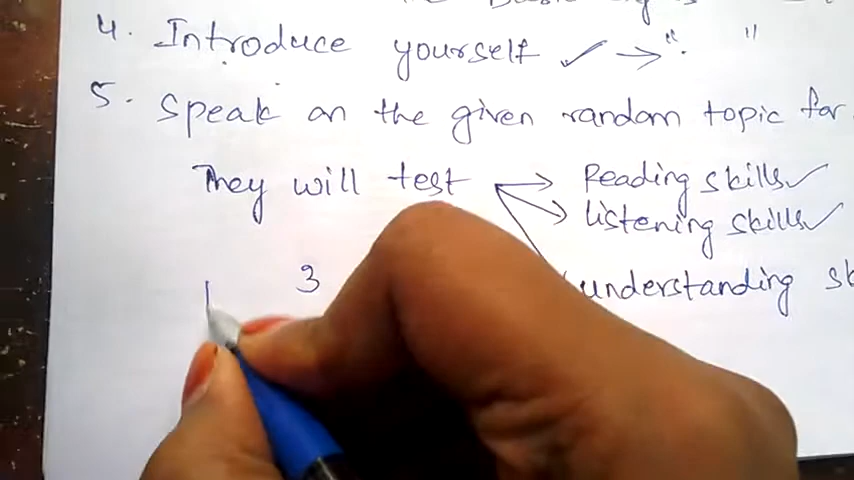 4. Introduce yourself ✓ → " "
5. Speak on the given random topic for
They will test → Reading skills ✓
→ listening skills ✓
understanding sk
3